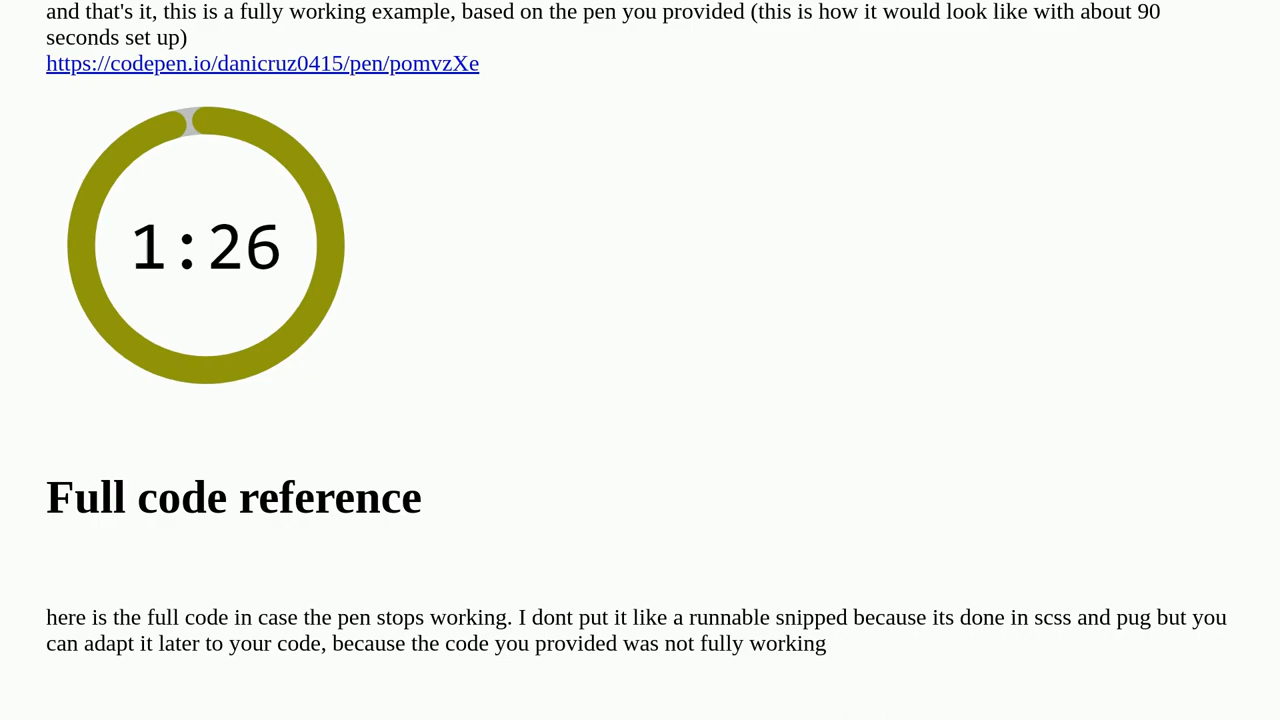 and that's it, this is a fully working example, based on the pen you provided (this is how it would look like with about 90
seconds set up)
https://codepen.io/danicruz0415/pen/pomvzXe
1:26
Full code reference
here is the full code in case the pen stops working. I dont put it like a runnable snipped because its done in scss and pug but you
can adapt it later to your code, because the code you provided was not fully working